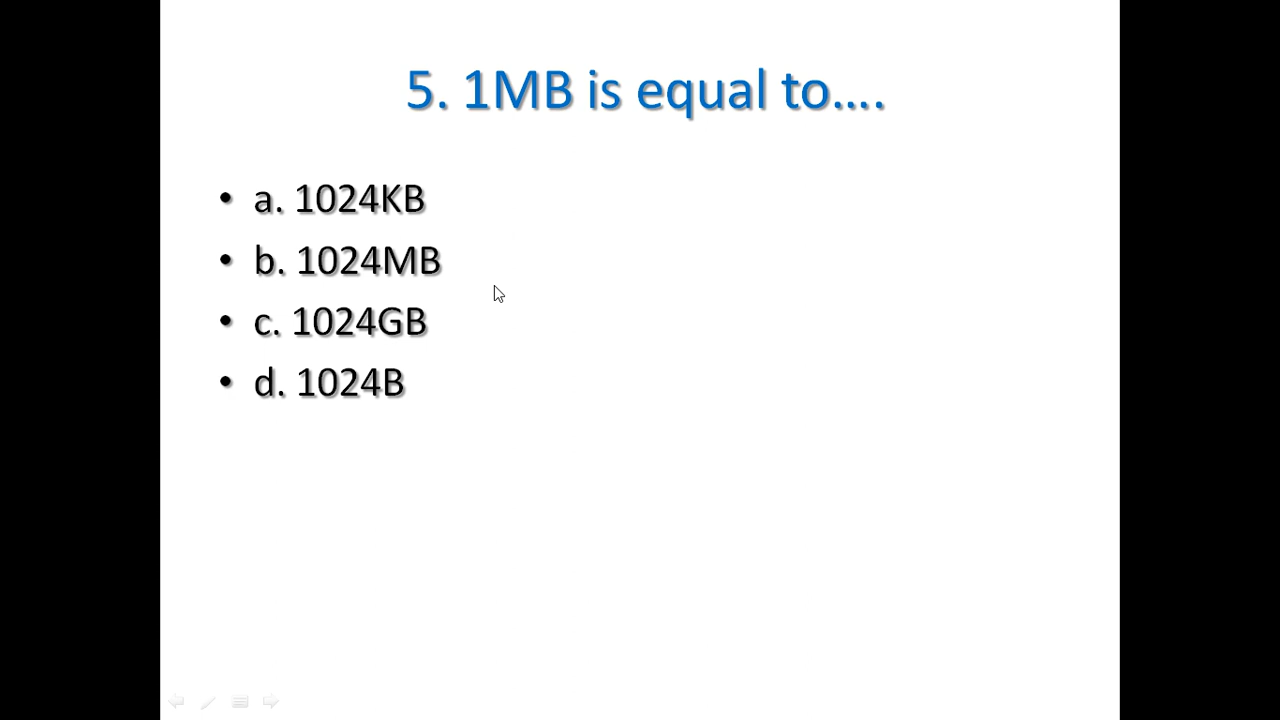 5. 1MB is equal to....
• a. 1024KB
• b. 1024MB
• c. 1024GB
• d. 1024B